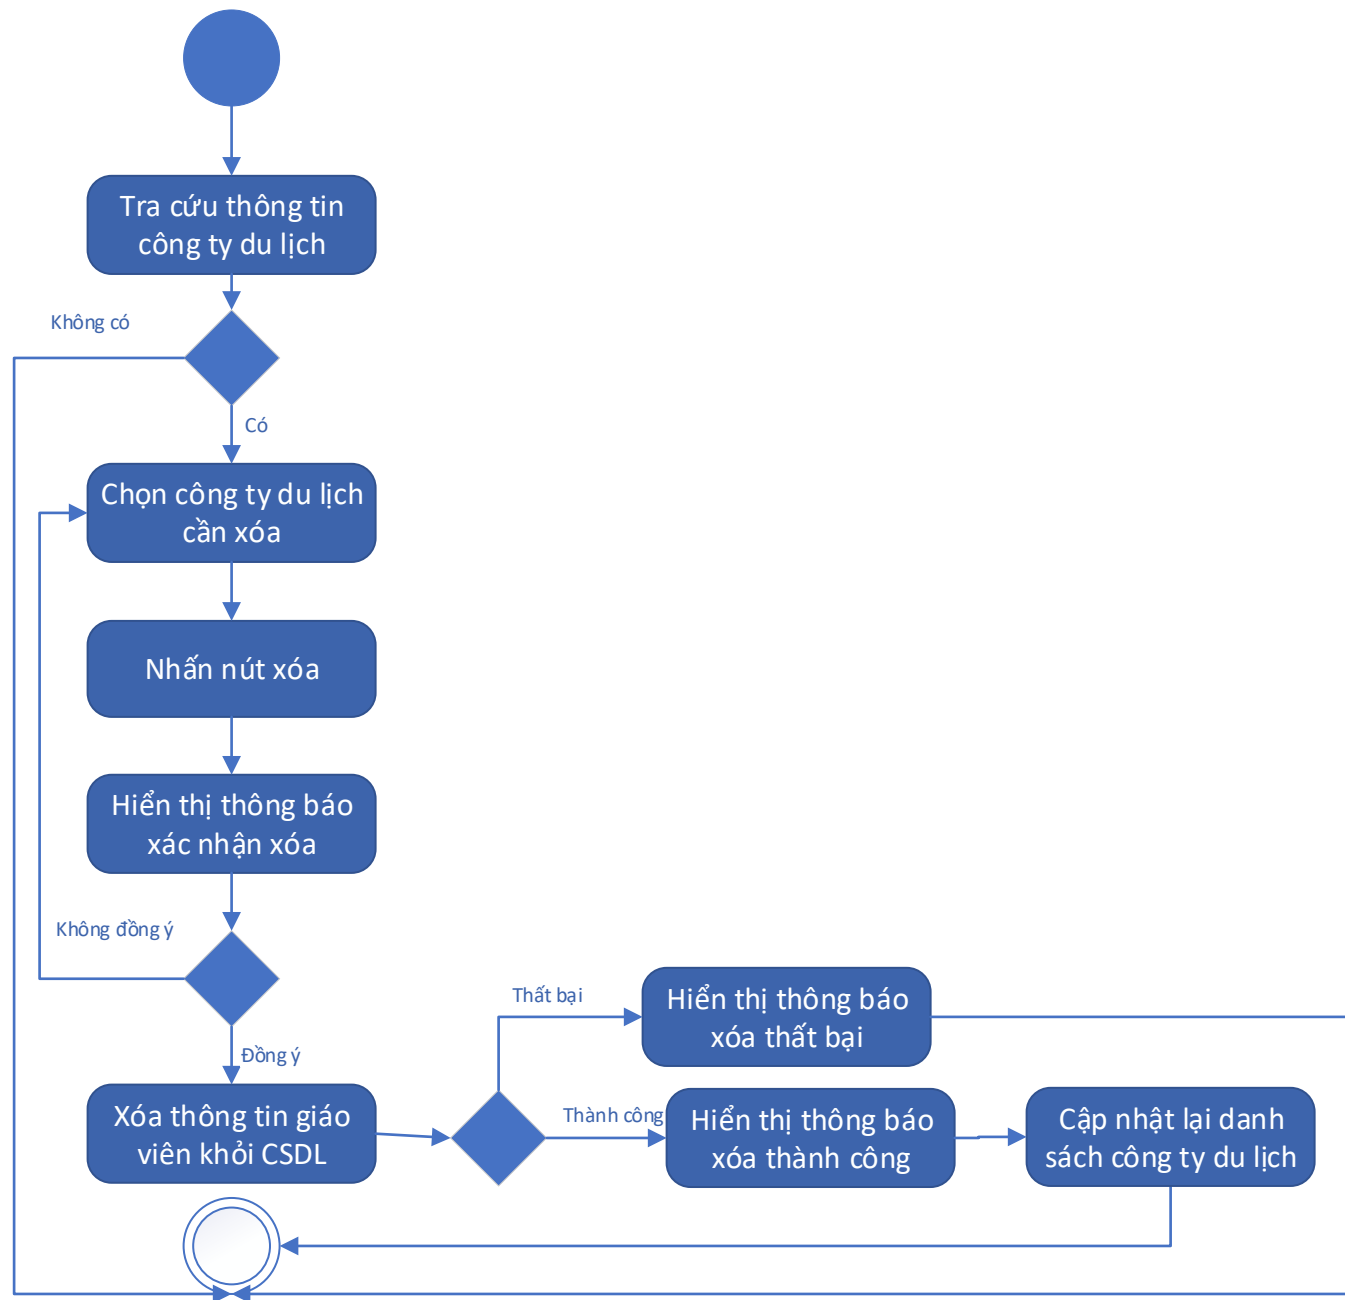 Tra cứu thông tin
công ty du lịch
Không có
Có
Chọn công ty du lịch
cần xóa
Nhấn nút xóa
Hiển thị thông báo
xác nhận xóa
Không đồng ý
Đồng ý
Xóa thông tin giáo
viên khỏi CSDL
Thất bại
Hiển thị thông báo
xóa thất bại
Thành công
Hiển thị thông báo
xóa thành công
Cập nhật lại danh
sách công ty du lịch